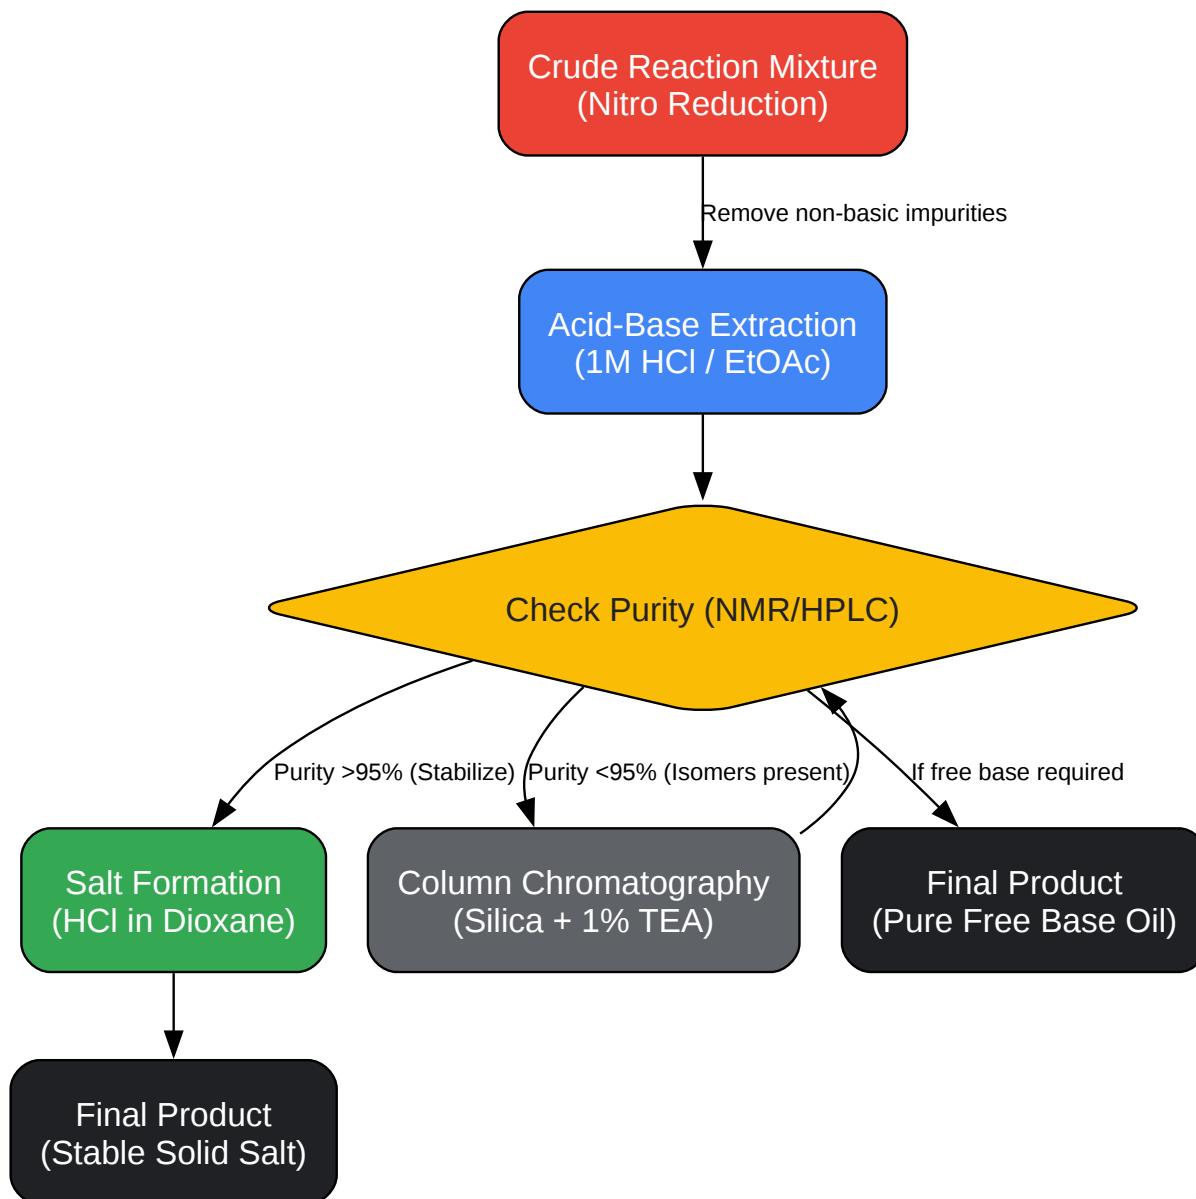 Crude Reaction Mixture
(Nitro Reduction)
Remove non-basic impurities
Acid-Base Extraction
(1M HCl / EtOAc)
Check Purity (NMR/HPLC)
Purity >95% (Stabilize)
Purity <95% (Isomers present)
If free base required
Salt Formation
(HCl in Dioxane)
Column Chromatography
(Silica + 1% TEA)
Final Product
(Pure Free Base Oil)
Final Product
(Stable Solid Salt)